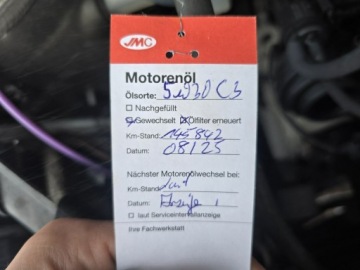 JMC
Motorenöl
Ölsorte: 5W30 C3
Nachgefüllt
Gewechselt Ölfilter erneuert
Km-Stand: 145842
Datum: 08/25
Nächster Motorenölwechsel bei:
Km-Stand: laut
Datum: Anzeige !
laut Serviceintervallanzeige
Ihre Fachwerkstatt